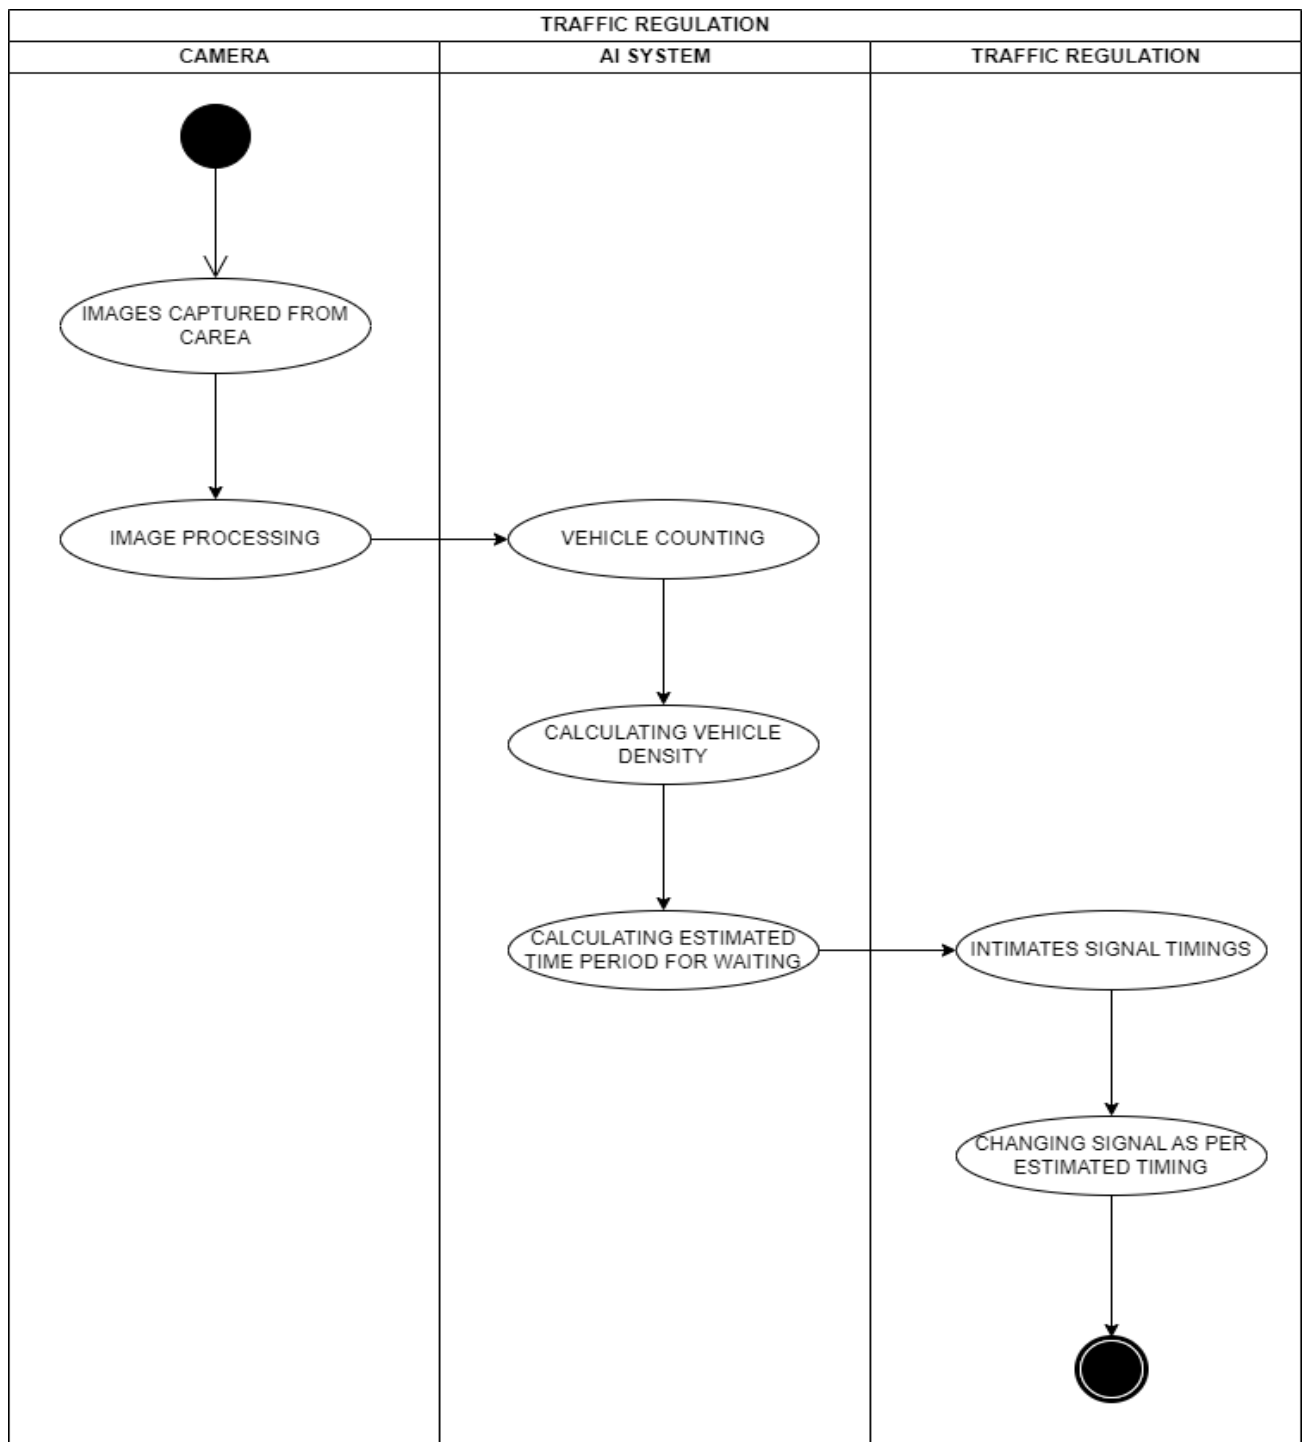 TRAFFIC REGULATION
CAMERA
AI SYSTEM
TRAFFIC REGULATION
IMAGES CAPTURED FROM
CAREA
IMAGE PROCESSING
VEHICLE COUNTING
CALCULATING VEHICLE
DENSITY
CALCULATING ESTIMATED
TIME PERIOD FOR WAITING
INTIMATES SIGNAL TIMINGS
CHANGING SIGNAL AS PER
ESTIMATED TIMING